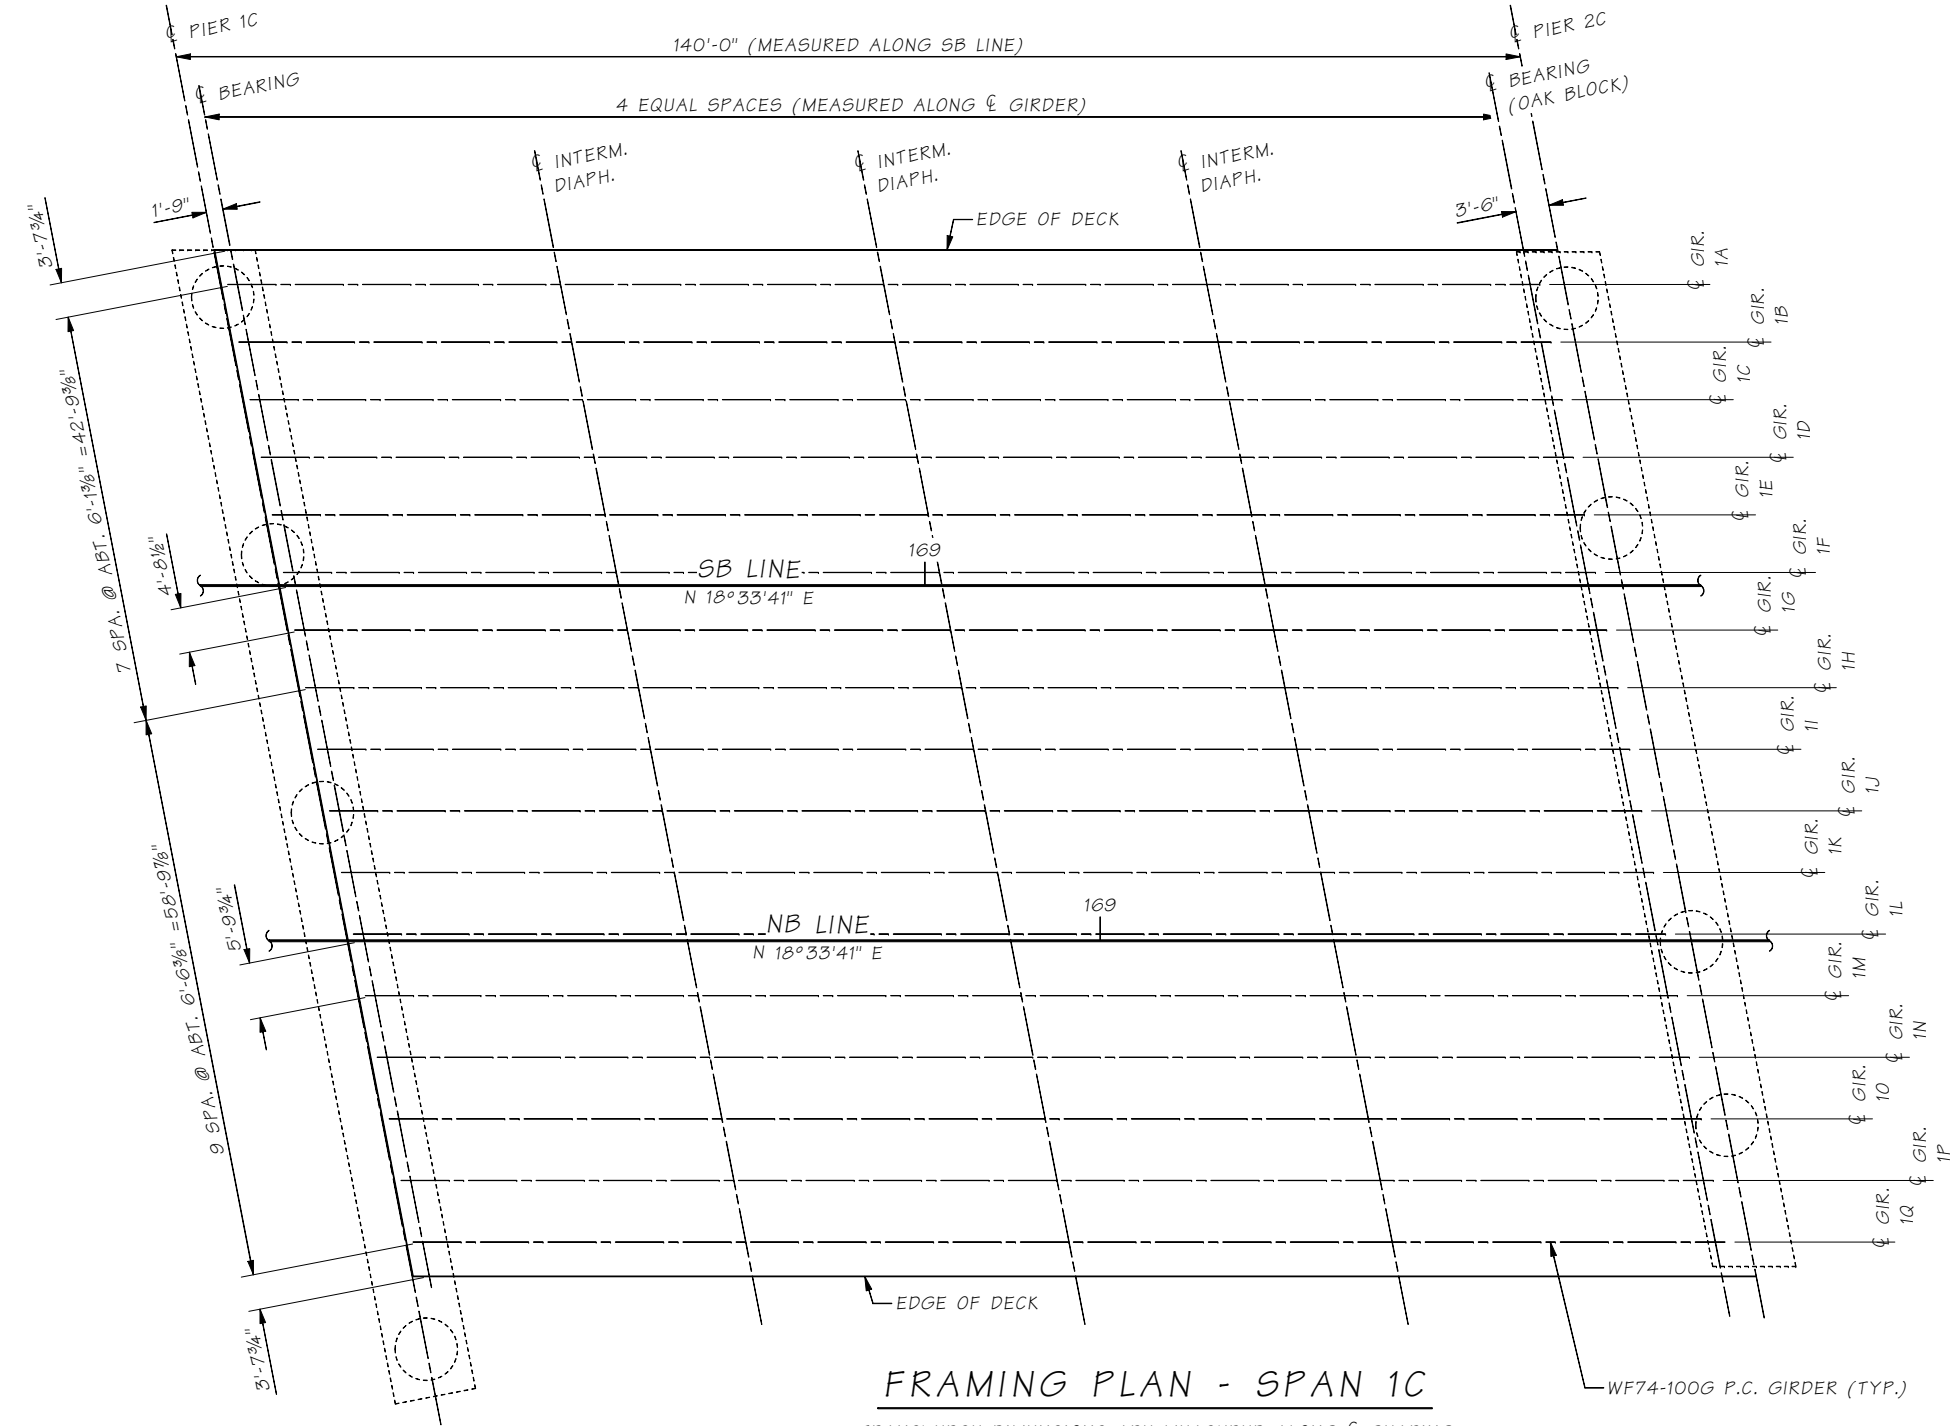 ℄ PIER 1C
℄ PIER 2C
140'-0" (MEASURED ALONG SB LINE)
℄ BEARING
℄ BEARING
(OAK BLOCK)
4 EQUAL SPACES (MEASURED ALONG ℄ GIRDER)
℄ INTERM.
DIAPH.
℄ INTERM.
DIAPH.
℄ INTERM.
DIAPH.
1'-9"
3'-6"
3'-7¾"
EDGE OF DECK
℄ GIR.
1A
℄ GIR.
1B
℄ GIR.
1C
℄ GIR.
1D
℄ GIR.
1E
℄ GIR.
1F
℄ GIR.
1G
℄ GIR.
1H
℄ GIR.
1I
℄ GIR.
1J
℄ GIR.
1K
℄ GIR.
1L
℄ GIR.
1M
℄ GIR.
1N
℄ GIR.
1O
℄ GIR.
1P
℄ GIR.
1Q
7 SPA. @ ABT. 6'-1⅜" =42'-9⅜"
4'-8½"
SB LINE
169
N 18°33'41" E
9 SPA. @ ABT. 6'-6⅜" =58'-9⅞"
5'-9¾"
NB LINE
169
N 18°33'41" E
3'-7¾"
EDGE OF DECK
WF74-100G P.C. GIRDER (TYP.)
FRAMING PLAN - SPAN 1C